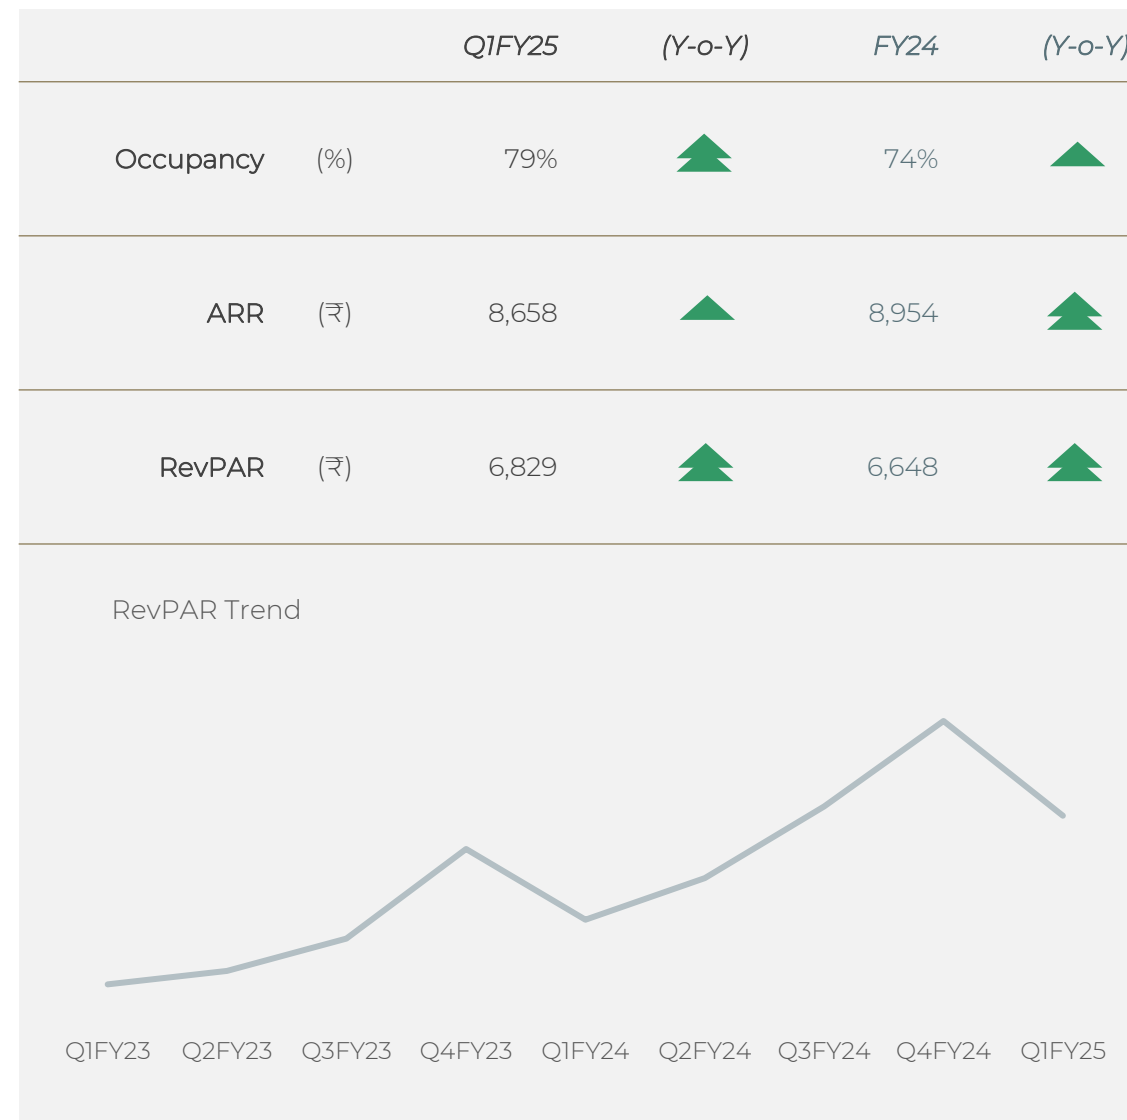 Q1FY25 (Y-o-Y) FY24 (Y-o-Y)
Occupancy (%) 79% 74%
ARR (₹) 8,658 8,954
RevPAR (₹) 6,829 6,648
RevPAR Trend
Q1FY23 Q2FY23 Q3FY23 Q4FY23 Q1FY24 Q2FY24 Q3FY24 Q4FY24 Q1FY25